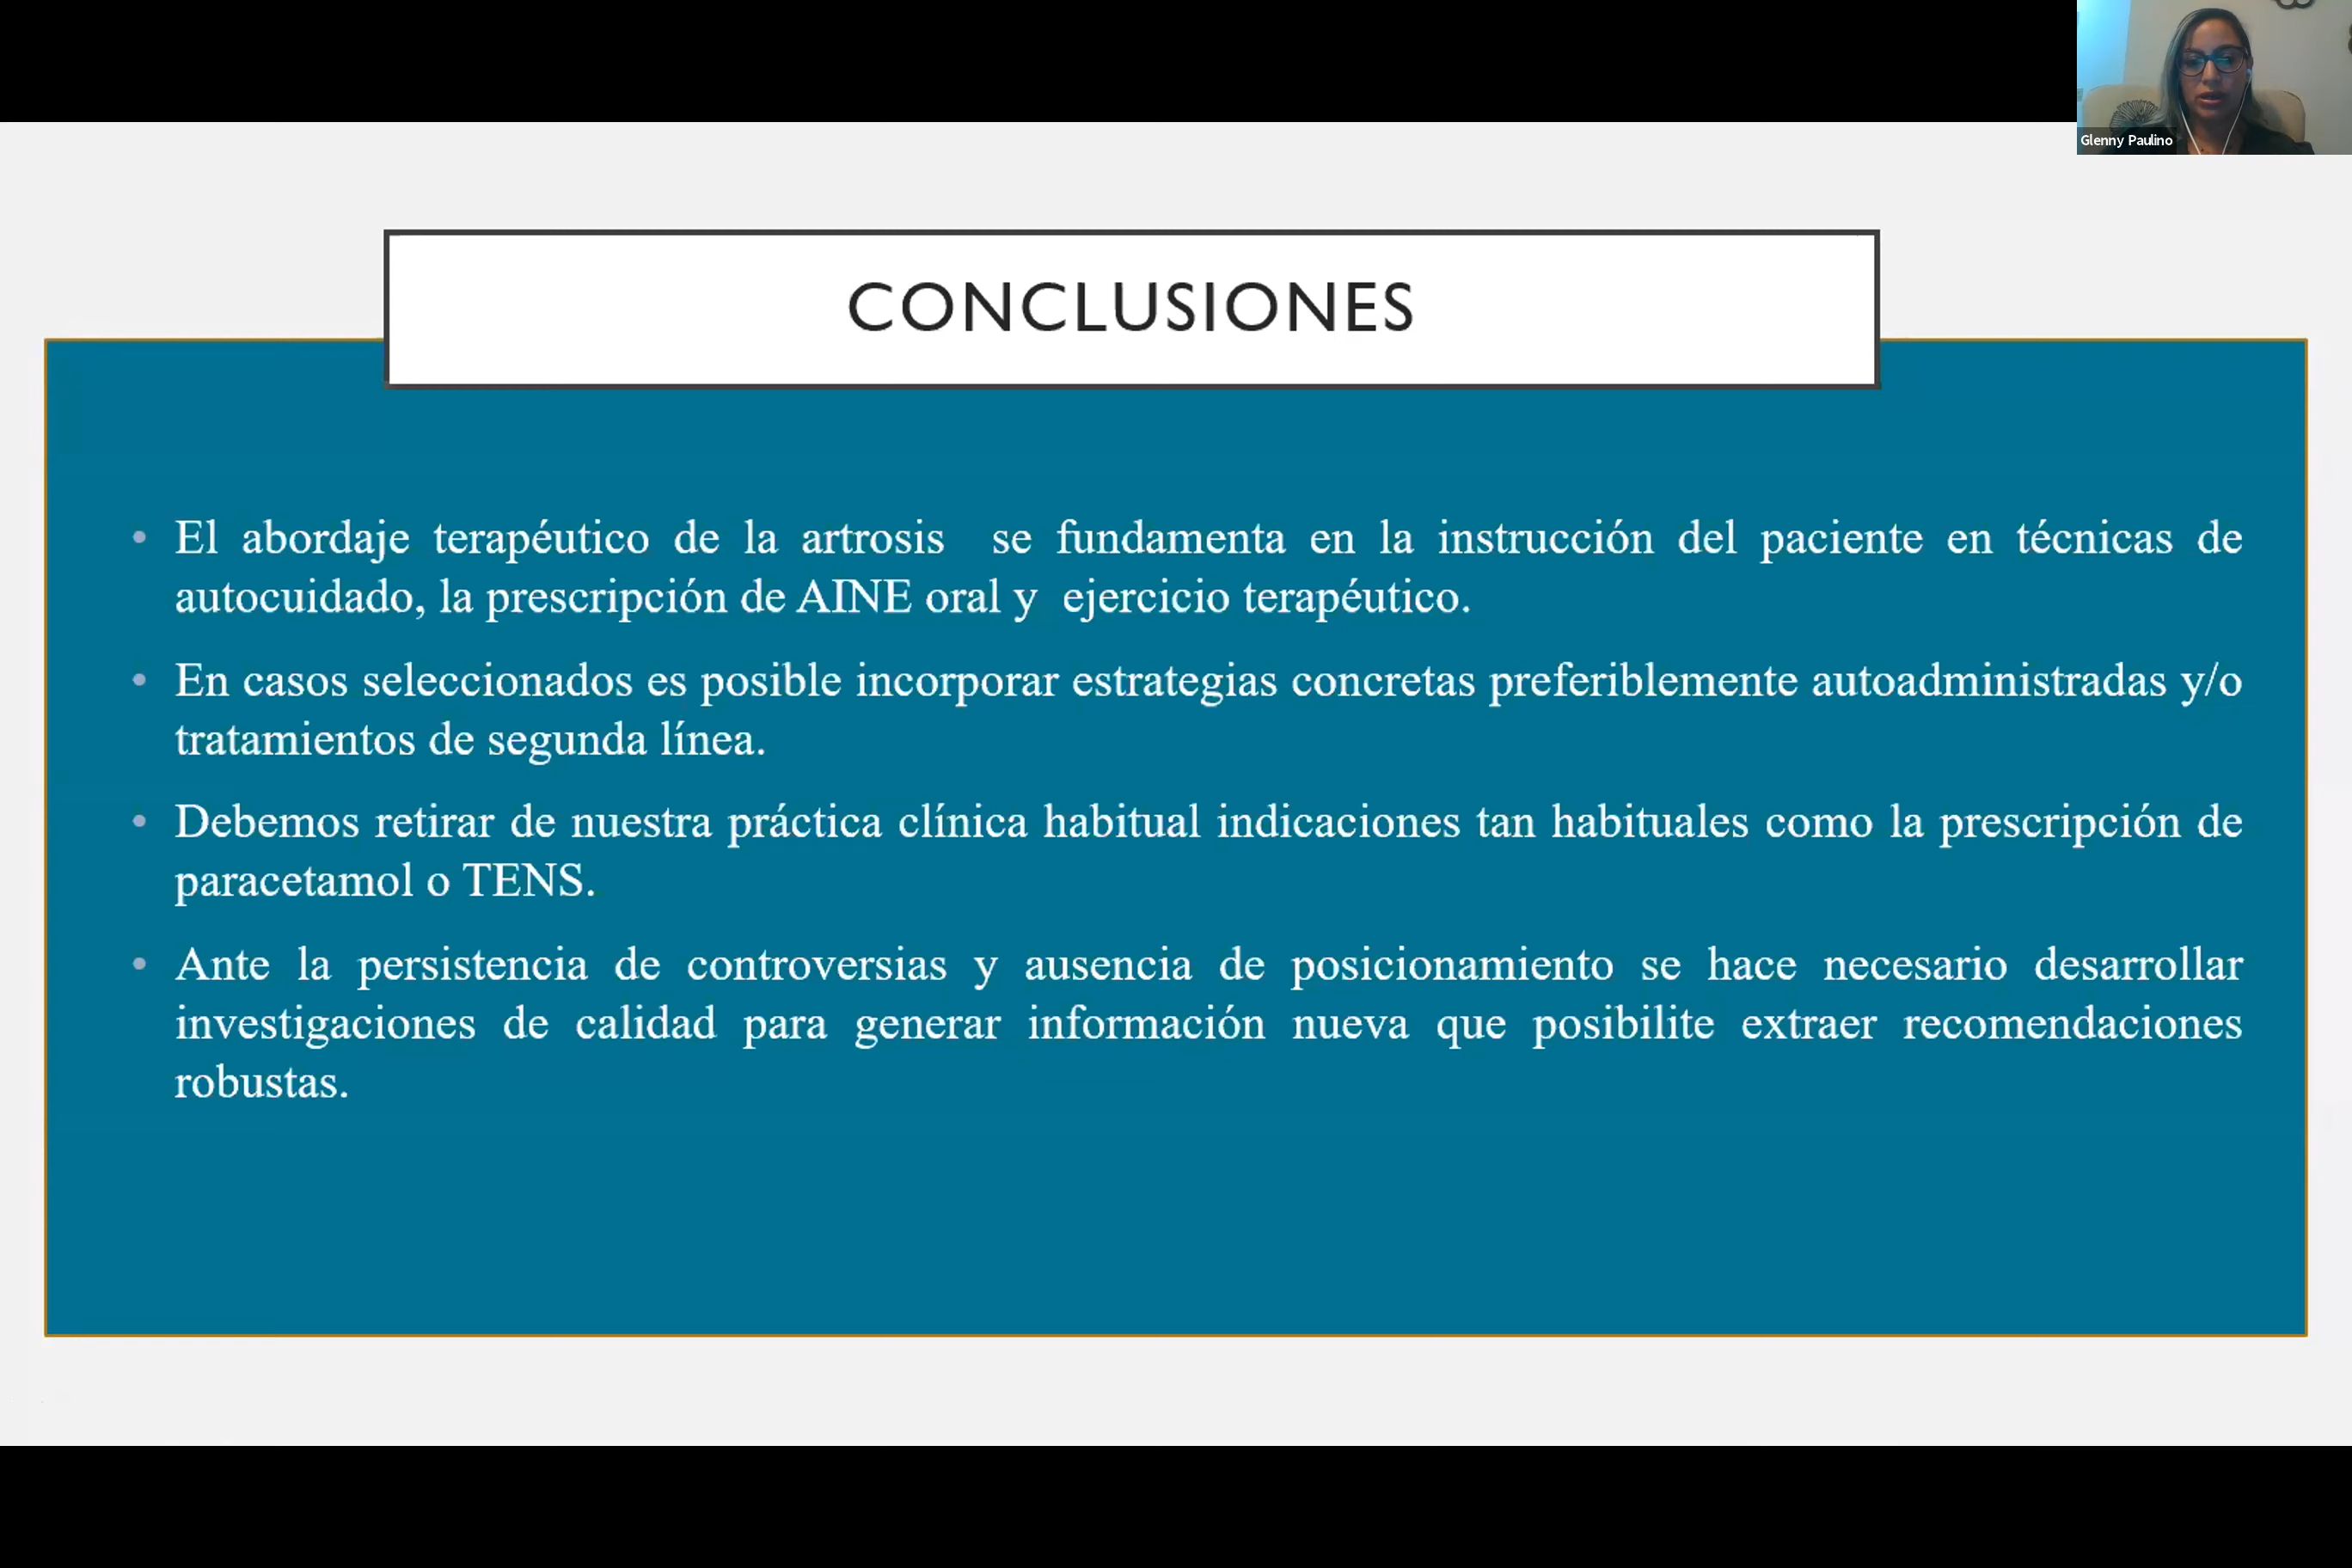 Glenny Paulino
CONCLUSIONES
• El abordaje terapéutico de la artrosis se fundamenta en la instrucción del paciente en técnicas de
autocuidado, la prescripción de AINE oral y ejercicio terapéutico.
• En casos seleccionados es posible incorporar estrategias concretas preferiblemente autoadministradas y/o
tratamientos de segunda línea.
• Debemos retirar de nuestra práctica clínica habitual indicaciones tan habituales como la prescripción de
paracetamol o TENS.
• Ante la persistencia de controversias y ausencia de posicionamiento se hace necesario desarrollar
investigaciones de calidad para generar información nueva que posibilite extraer recomendaciones
robustas.